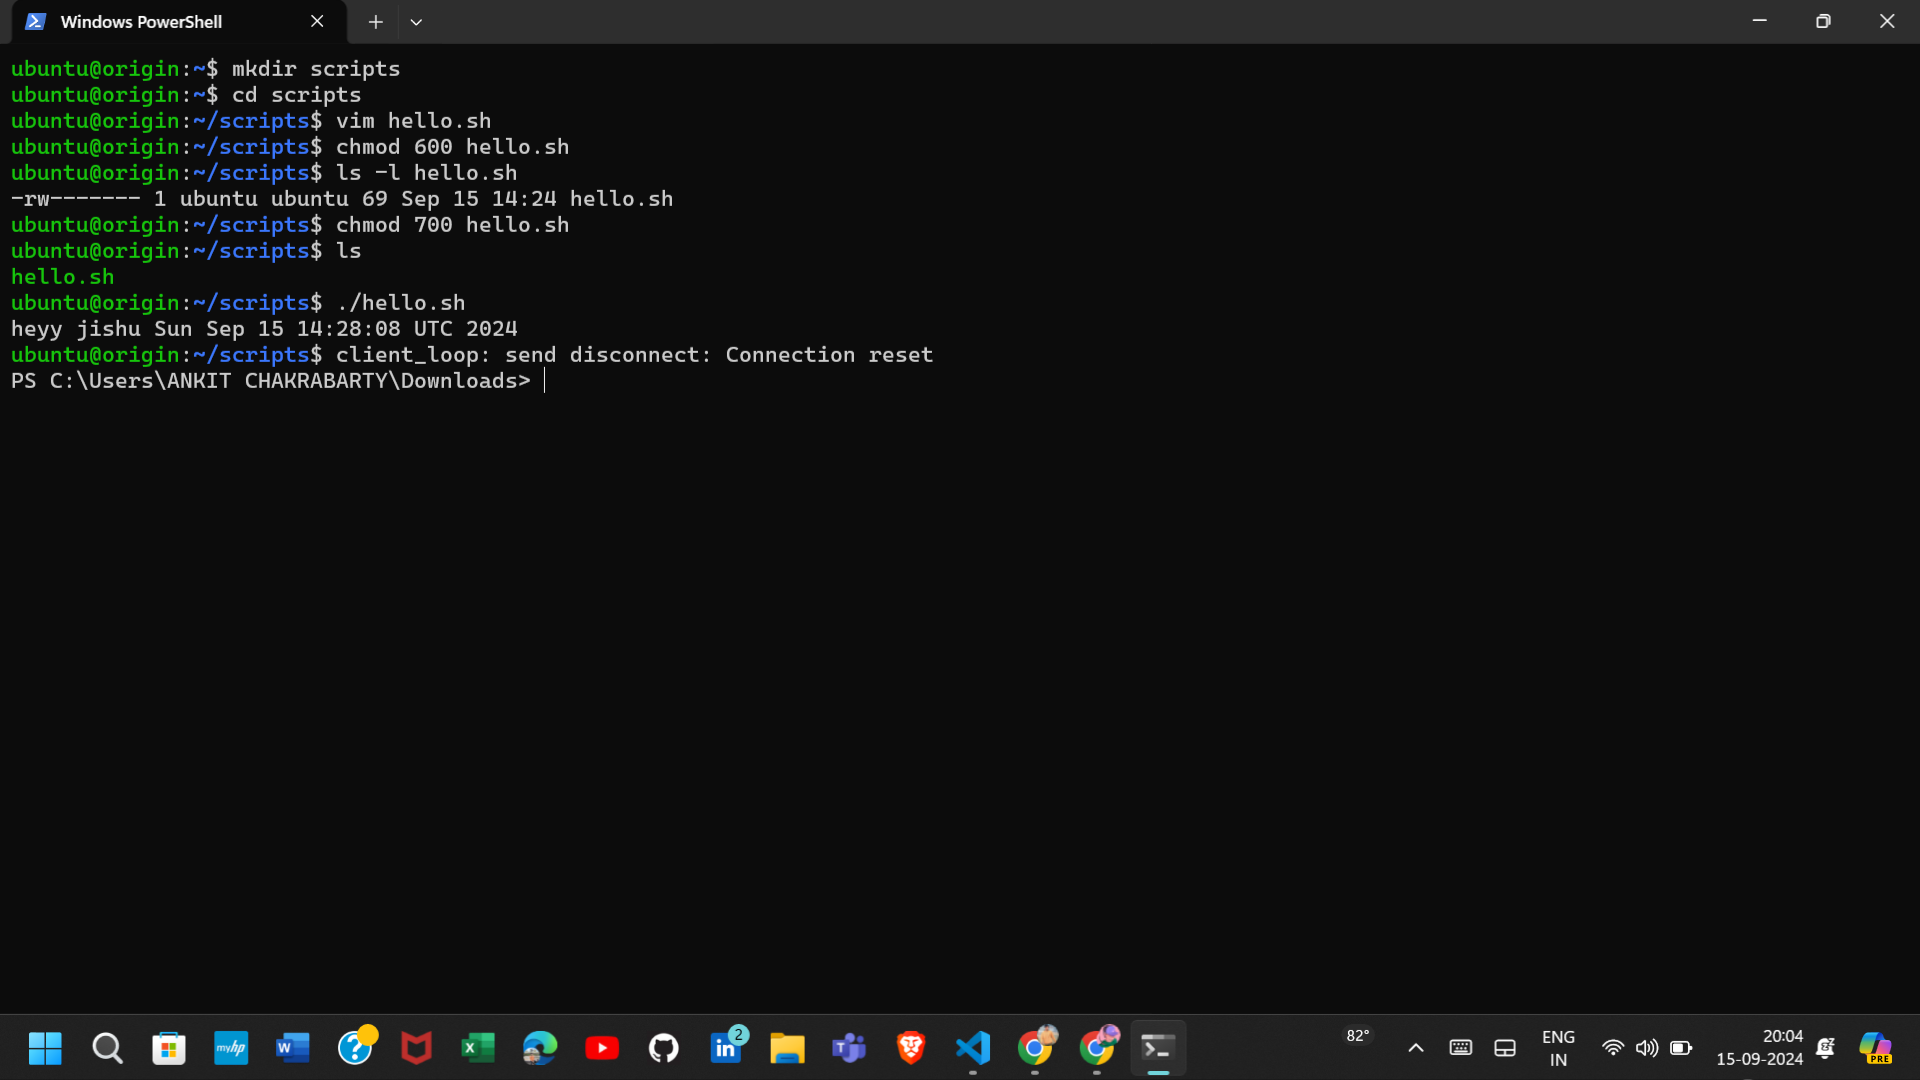 Windows PowerShell
ubuntu@origin:~$ mkdir scripts
ubuntu@origin:~$ cd scripts
ubuntu@origin:~/scripts$ vim hello.sh
ubuntu@origin:~/scripts$ chmod 600 hello.sh
ubuntu@origin:~/scripts$ ls -l hello.sh
-rw------- 1 ubuntu ubuntu 69 Sep 15 14:24 hello.sh
ubuntu@origin:~/scripts$ chmod 700 hello.sh
ubuntu@origin:~/scripts$ ls
hello.sh
ubuntu@origin:~/scripts$ ./hello.sh
heyy jishu Sun Sep 15 14:28:08 UTC 2024
ubuntu@origin:~/scripts$ client_loop: send disconnect: Connection reset
PS C:\Users\ANKIT CHAKRABARTY\Downloads>
myhp
W
?
X
in
2
T
82°
ENG
IN
20:04
15-09-2024
PRE